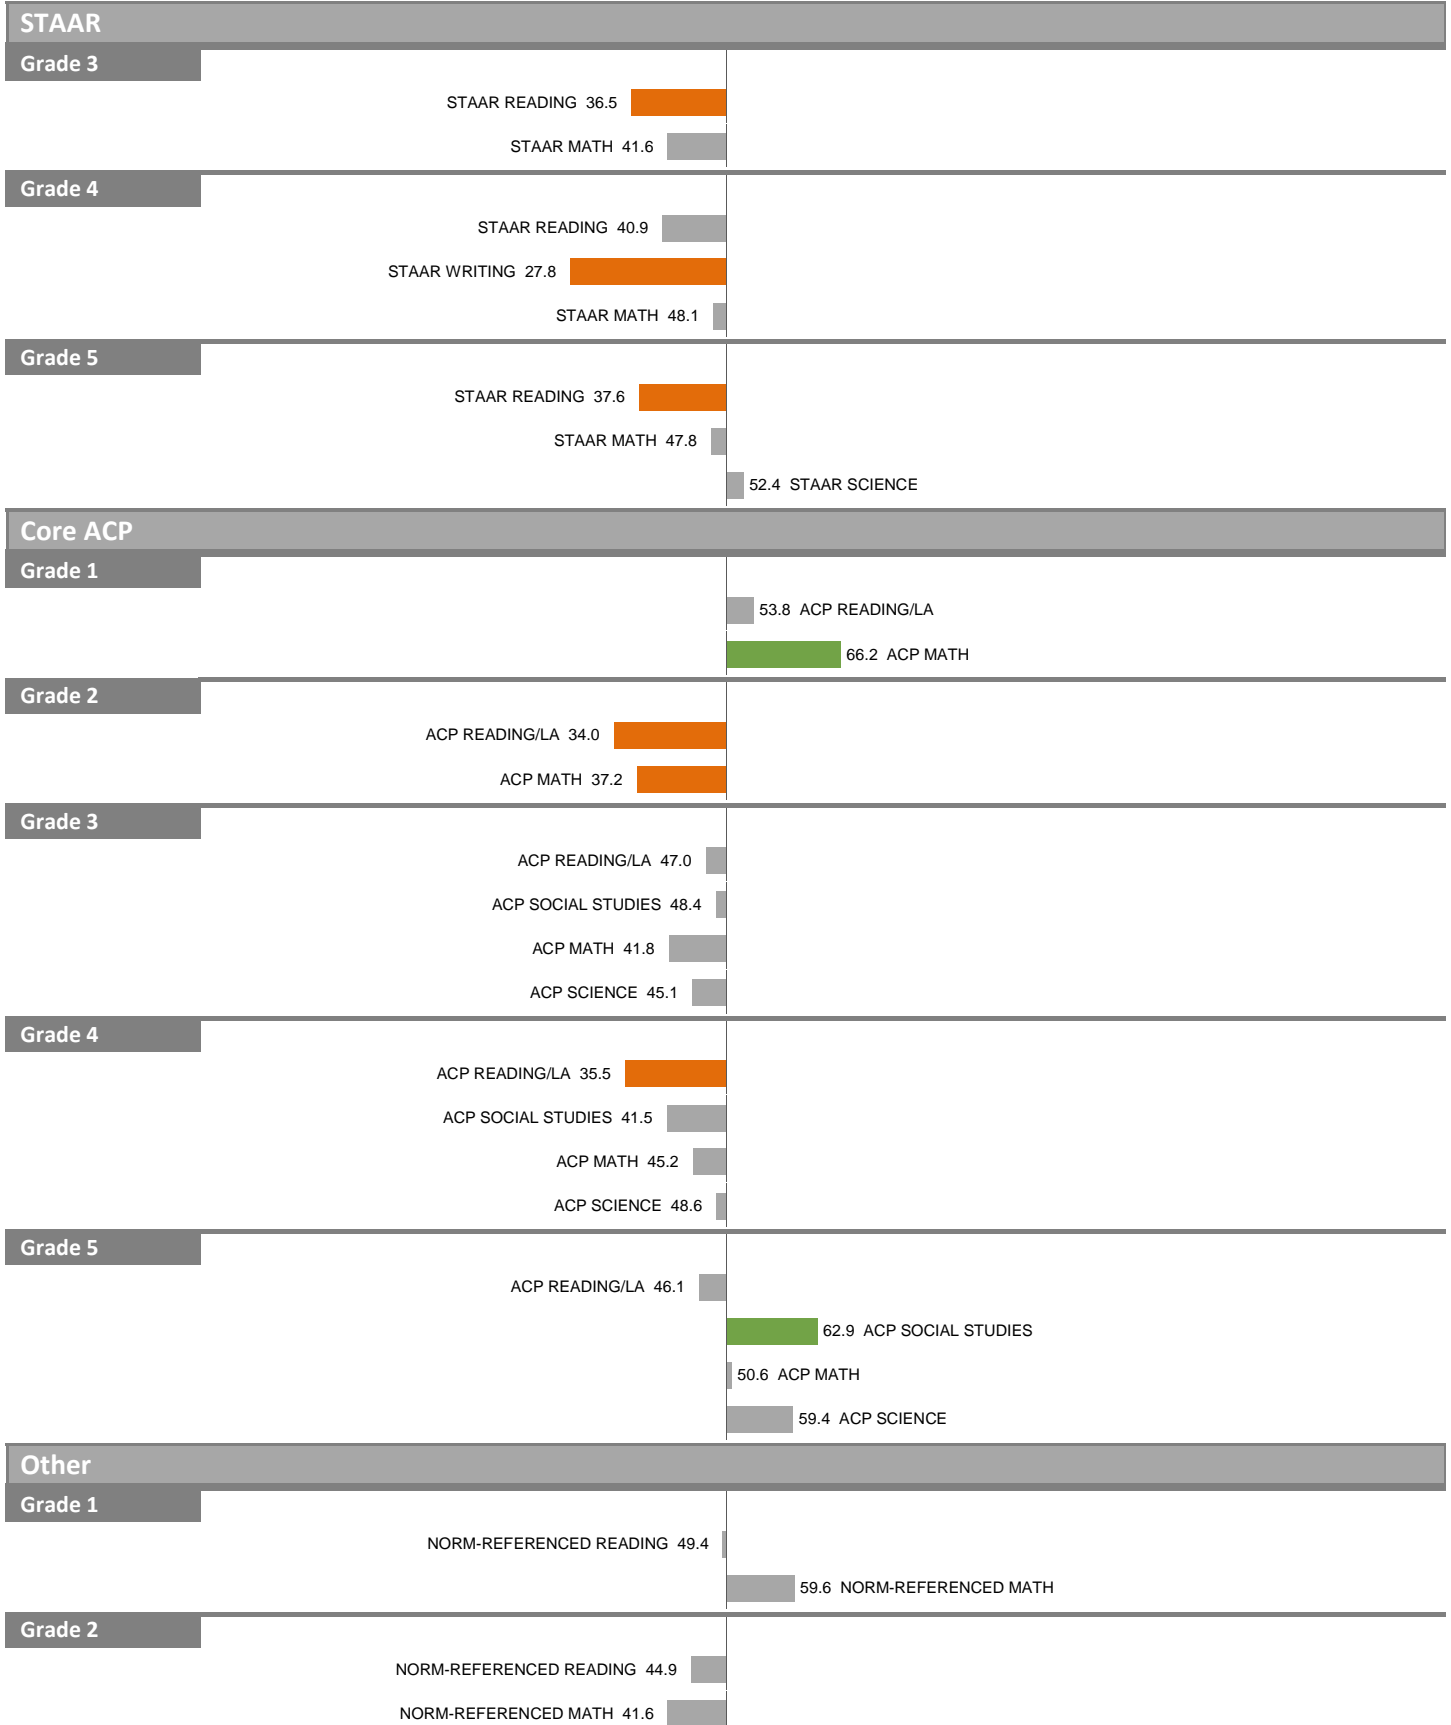 STAAR
Grade 3
STAAR READING 36.5
STAAR MATH 41.6
Grade 4
STAAR READING 40.9
STAAR WRITING 27.8
STAAR MATH 48.1
Grade 5
STAAR READING 37.6
STAAR MATH 47.8
52.4 STAAR SCIENCE
Core ACP
Grade 1
53.8 ACP READING/LA
66.2 ACP MATH
Grade 2
ACP READING/LA 34.0
ACP MATH 37.2
Grade 3
ACP READING/LA 47.0
ACP SOCIAL STUDIES 48.4
ACP MATH 41.8
ACP SCIENCE 45.1
Grade 4
ACP READING/LA 35.5
ACP SOCIAL STUDIES 41.5
ACP MATH 45.2
ACP SCIENCE 48.6
Grade 5
ACP READING/LA 46.1
62.9 ACP SOCIAL STUDIES
50.6 ACP MATH
59.4 ACP SCIENCE
Other
Grade 1
NORM-REFERENCED READING 49.4
59.6 NORM-REFERENCED MATH
Grade 2
NORM-REFERENCED READING 44.9
NORM-REFERENCED MATH 41.6